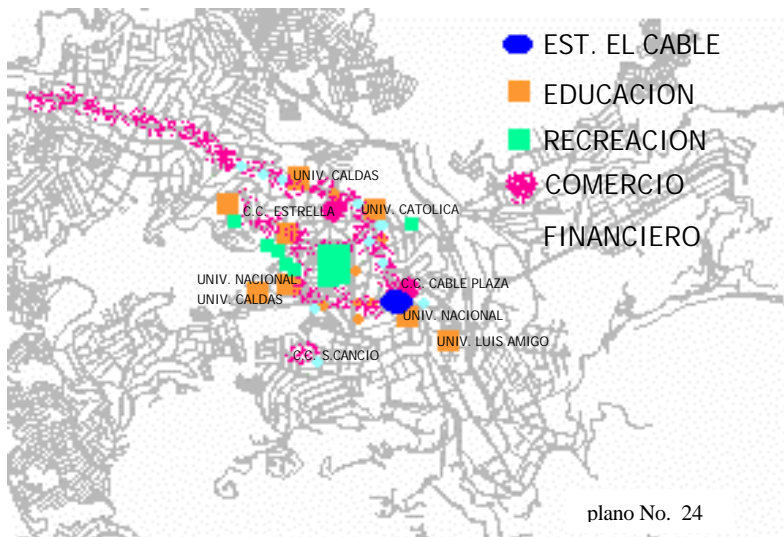 EST. EL CABLE
EDUCACION
RECREACION
COMERCIO
FINANCIERO
UNIV. CALDAS
C.C. ESTRELLA
UNIV. CATOLICA
UNIV. NACIONAL
UNIV. CALDAS
C.C. CABLE PLAZA
UNIV. NACIONAL
UNIV. LUIS AMIGO
C.C. S.CANCIO
plano No. 24